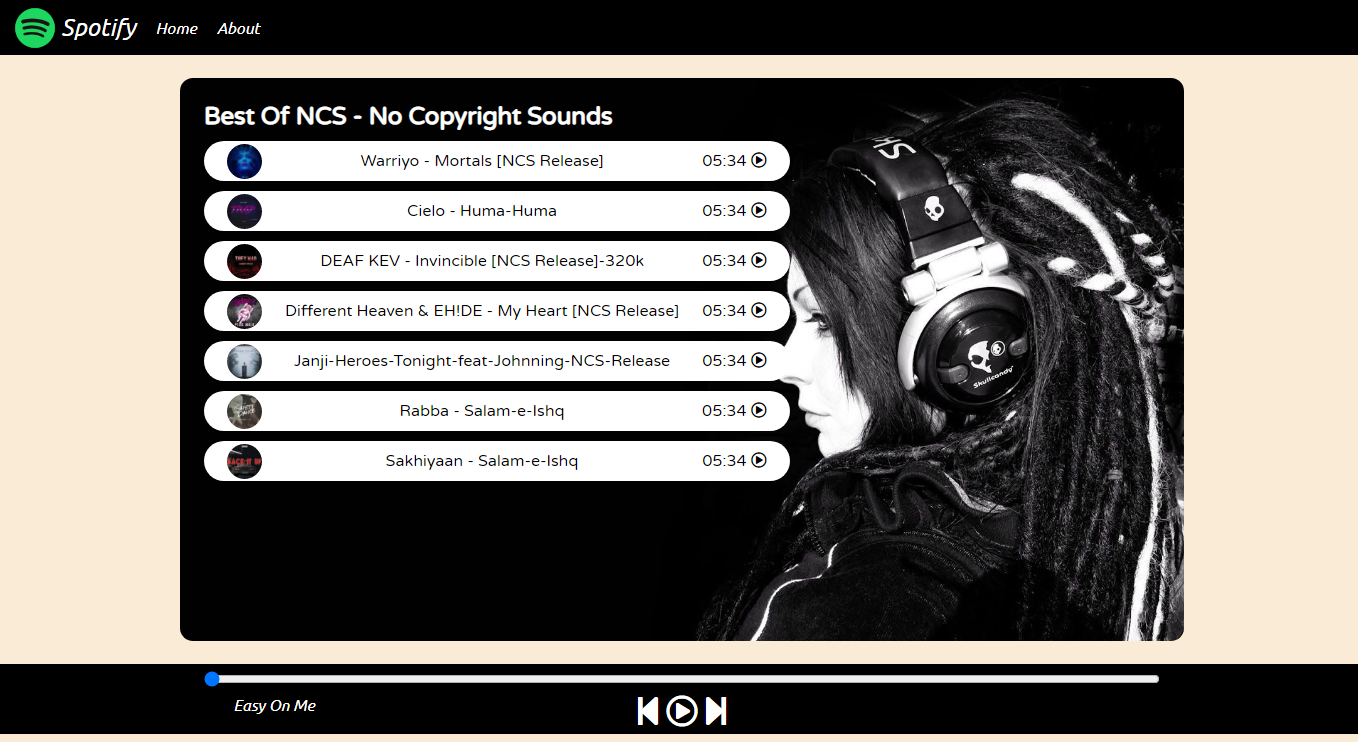 Spotify Home About
Best Of NCS - No Copyright Sounds
Warriyo - Mortals [NCS Release] 05:34
Cielo - Huma-Huma 05:34
DEAF KEV - Invincible [NCS Release]-320k 05:34
Different Heaven & EH!DE - My Heart [NCS Release] 05:34
Janji-Heroes-Tonight-feat-Johnning-NCS-Release 05:34
Rabba - Salam-e-Ishq 05:34
Sakhiyaan - Salam-e-Ishq 05:34
Skullcandy
Easy On Me